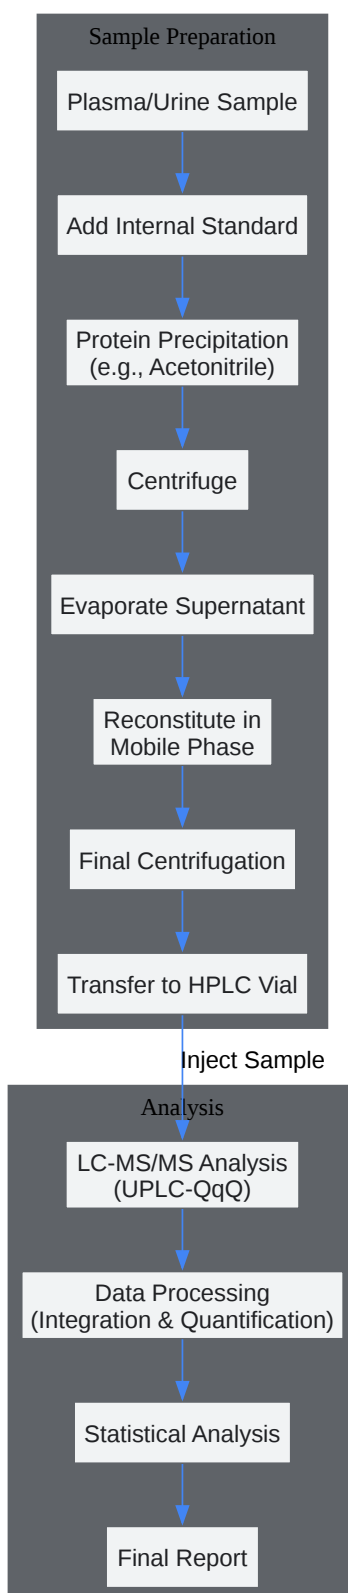 Sample Preparation
Plasma/Urine Sample
Add Internal Standard
Protein Precipitation
(e.g., Acetonitrile)
Centrifuge
Evaporate Supernatant
Reconstitute in
Mobile Phase
Final Centrifugation
Transfer to HPLC Vial
Inject Sample
Analysis
LC-MS/MS Analysis
(UPLC-QqQ)
Data Processing
(Integration & Quantification)
Statistical Analysis
Final Report